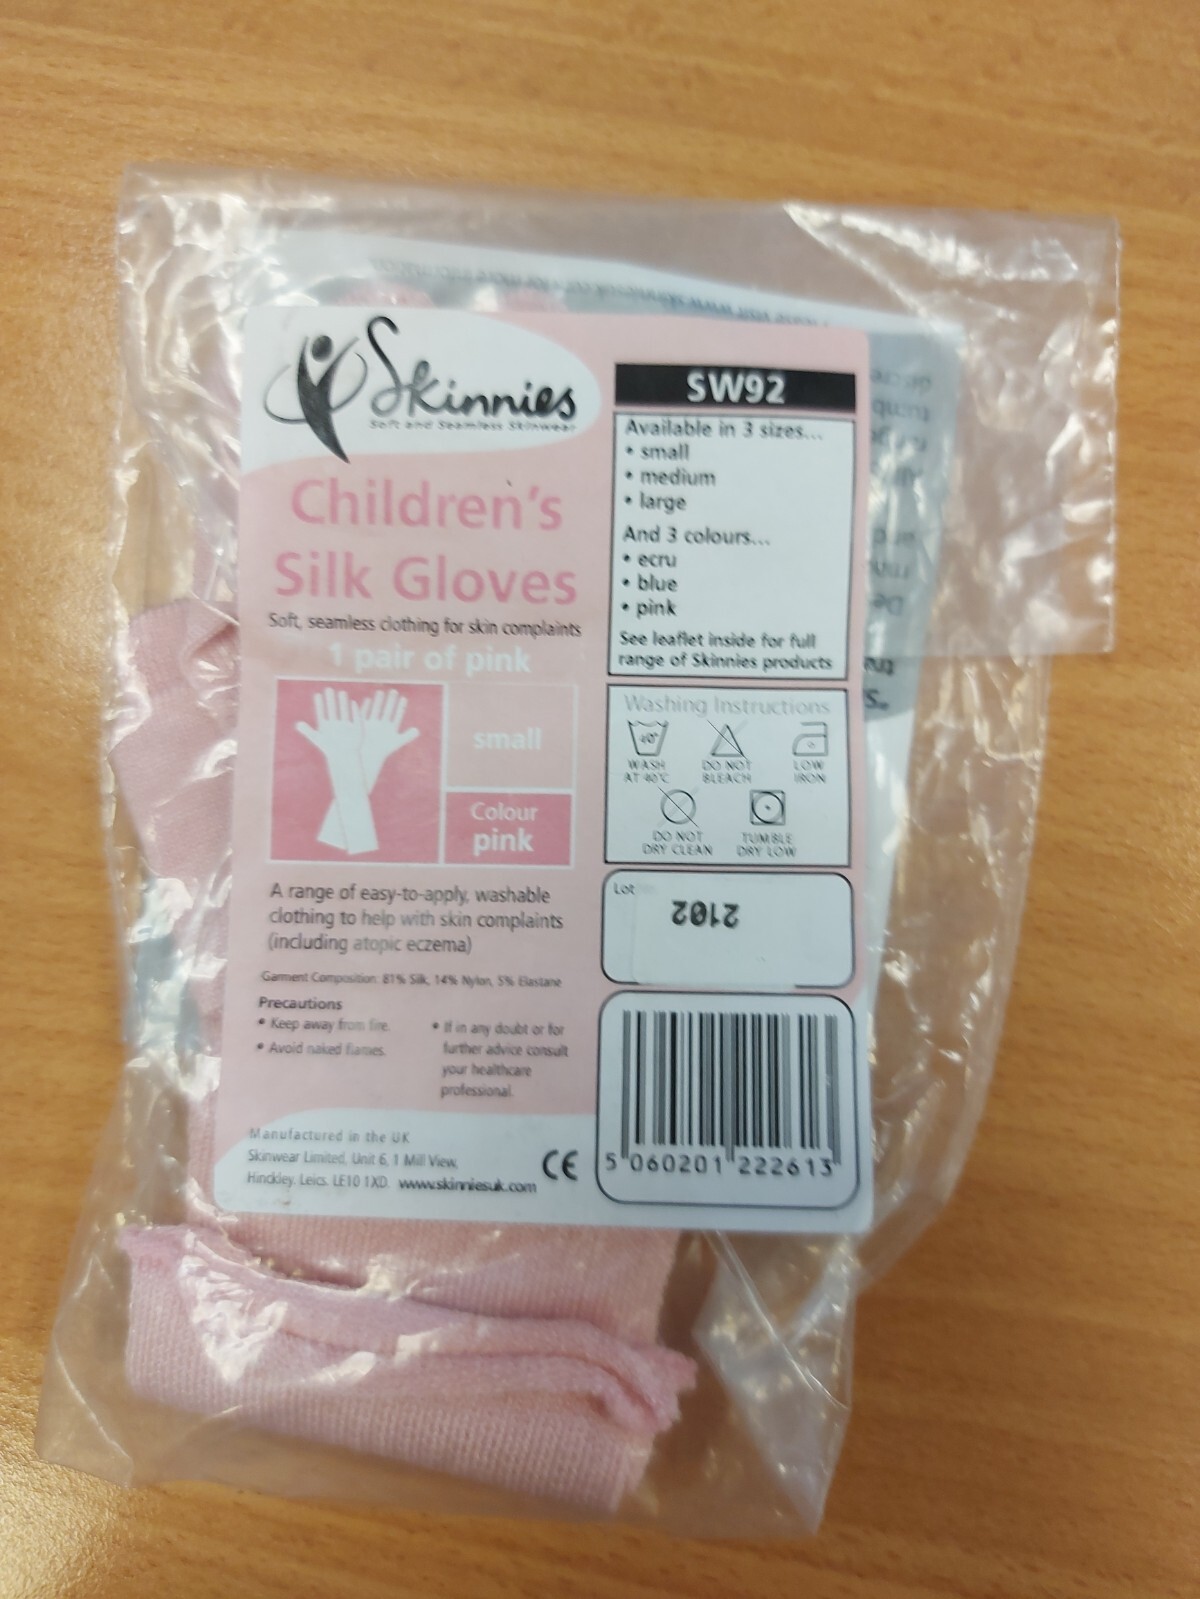 Skinnies
Soft and Seamless Skinwear
Children's
Silk Gloves
Soft, seamless clothing for skin complaints
1 pair of pink
small
Colour
pink
A range of easy-to-apply, washable
clothing to help with skin complaints
(including atopic eczema)
Garment Composition: 81% Silk, 14% Nylon, 5% Elastane
Precautions
• Keep away from fire.
• Avoid naked flames.
• If in any doubt or for
further advice consult
your healthcare
professional.
Manufactured in the UK
Skinwear Limited, Unit 6, 1 Mill View,
Hinckley. Leics. LE10 1XD. www.skinniesuk.com
CE
SW92
Available in 3 sizes...
• small
• medium
• large
And 3 colours...
• ecru
• blue
• pink
See leaflet inside for full
range of Skinnies products
Washing Instructions
40°
WASH
AT 40°C
DO NOT
BLEACH
LOW
IRON
DO NOT
DRY CLEAN
TUMBLE
DRY LOW
Lot
2102
5 060201 222613